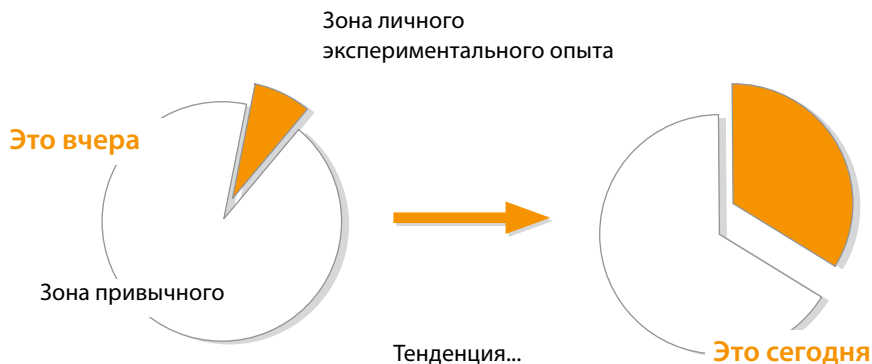 Зона личного
экспериментального опыта
Это вчера
Зона привычного
Тенденция...
Это сегодня